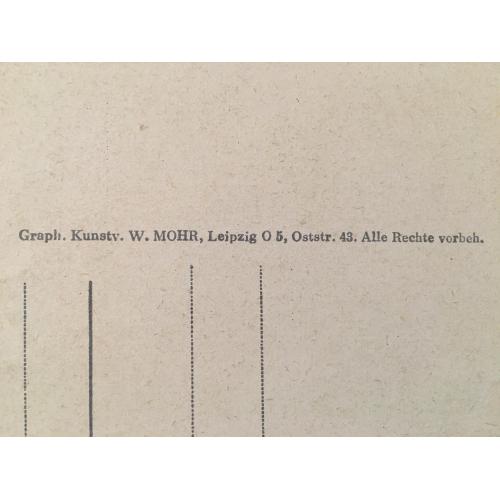 Graph. Kunstv. W. MOHR, Leipzig O 5, Oststr. 43. Alle Rechte vorbeh.